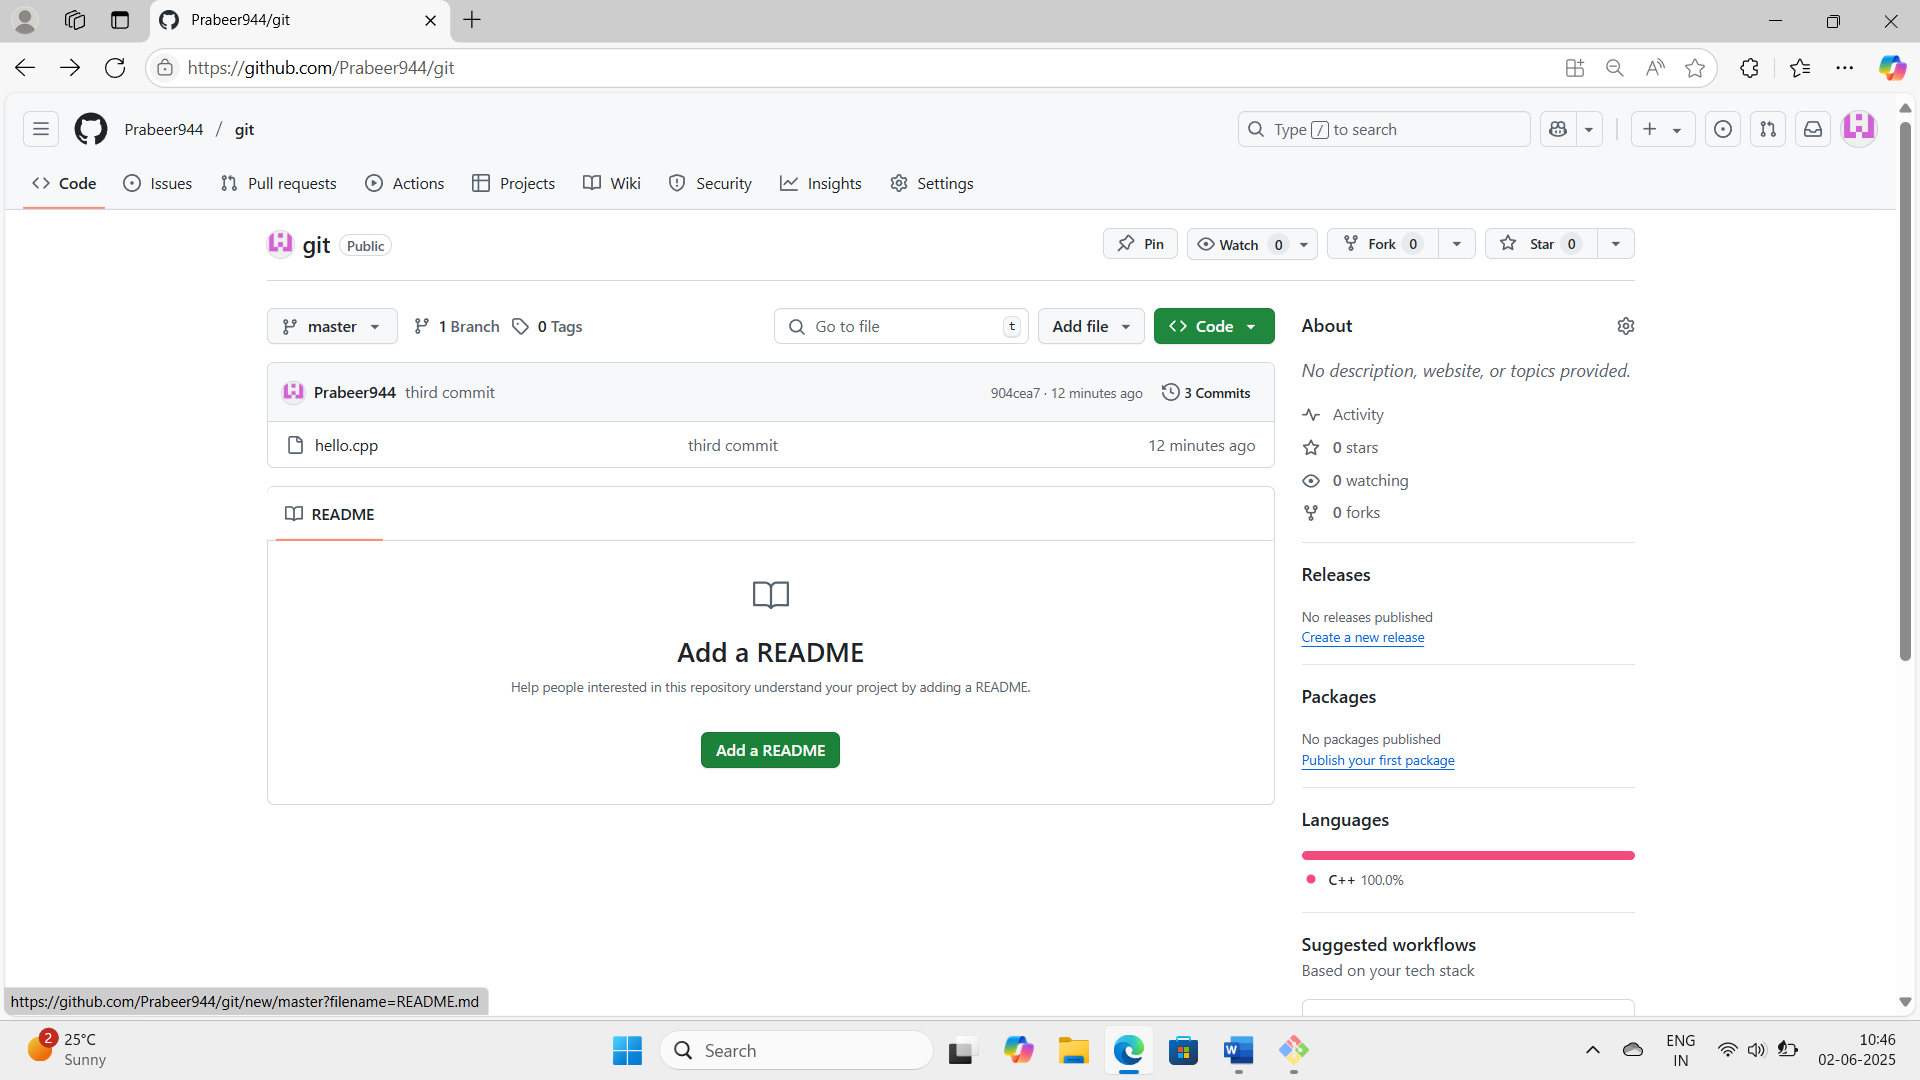 Prabeer944/git
https://github.com/Prabeer944/git
Prabeer944 / git
Type / to search
Code Issues Pull requests Actions Projects Wiki Security Insights Settings
git Public
Pin Watch 0 Fork 0 Star 0
master 1 Branch 0 Tags Go to file t Add file Code
Prabeer944 third commit 904cea7 · 12 minutes ago 3 Commits
hello.cpp third commit 12 minutes ago
README
Add a README
Help people interested in this repository understand your project by adding a README.
Add a README
About
No description, website, or topics provided.
Activity
0 stars
0 watching
0 forks
Releases
No releases published
Create a new release
Packages
No packages published
Publish your first package
Languages
C++ 100.0%
Suggested workflows
Based on your tech stack
https://github.com/Prabeer944/git/new/master?filename=README.md
2
25°C
Sunny
Search
W
ENG
IN
10:46
02-06-2025